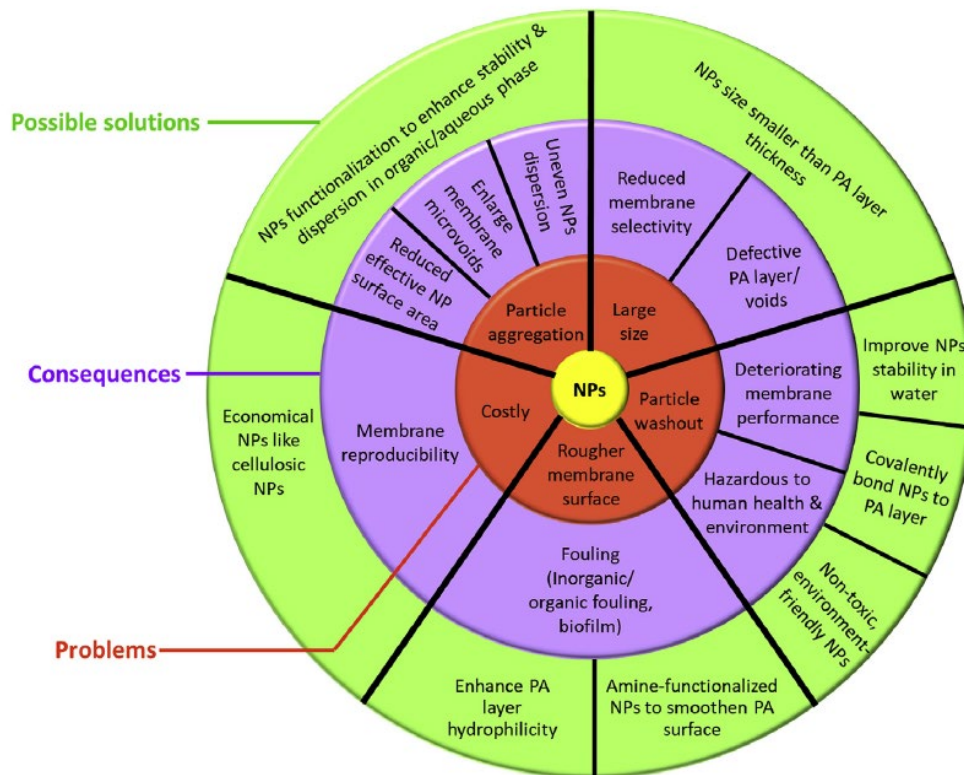 Possible solutions
Consequences
Problems
NPs functionalization to enhance stability &
dispersion in organic/aqueous phase
NPs size smaller than PA layer
thickness
Improve NPs
stability in
water
Covalently
bond NPs to
PA layer
Non-toxic,
environment-
friendly NPs
Amine-functionalized
NPs to smoothen PA
surface
Enhance PA
layer
hydrophilicity
Economical
NPs like
cellulosic
NPs
Reduced
effective NP
surface area
Enlarge
membrane
microvoids
Uneven NPs
dispersion
Reduced
membrane
selectivity
Defective
PA layer/
voids
Deteriorating
membrane
performance
Hazardous to
human health &
environment
Fouling
(Inorganic/
organic fouling,
biofilm)
Membrane
reproducibility
Particle
aggregation
Large
size
Particle
washout
Rougher
membrane
surface
Costly
NPs